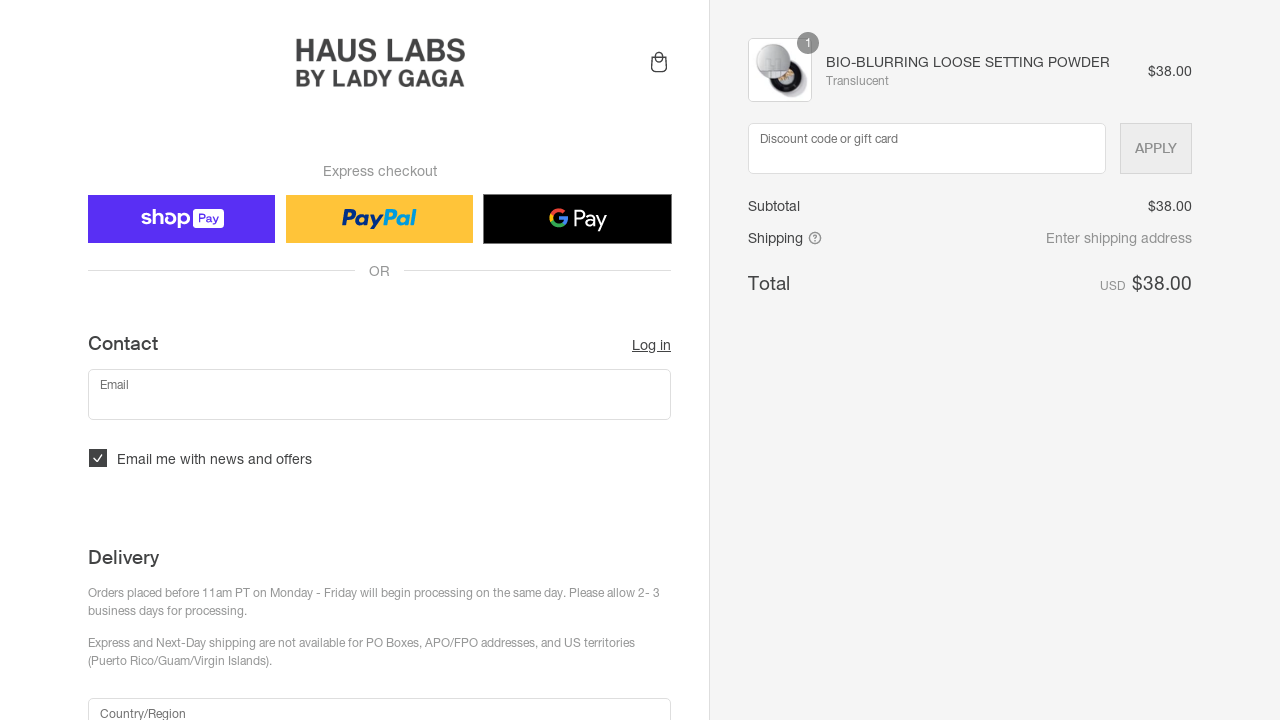 HAUS LABS
BY LADY GAGA
Express checkout
shop Pay
PayPal
G Pay
OR
Contact
Log in
Email
Email me with news and offers
Delivery
Orders placed before 11am PT on Monday - Friday will begin processing on the same day. Please allow 2- 3
business days for processing.
Express and Next-Day shipping are not available for PO Boxes, APO/FPO addresses, and US territories
(Puerto Rico/Guam/Virgin Islands).
Country/Region
1
BIO-BLURRING LOOSE SETTING POWDER
Translucent
$38.00
Discount code or gift card
APPLY
Subtotal
$38.00
Shipping
Enter shipping address
Total
USD $38.00